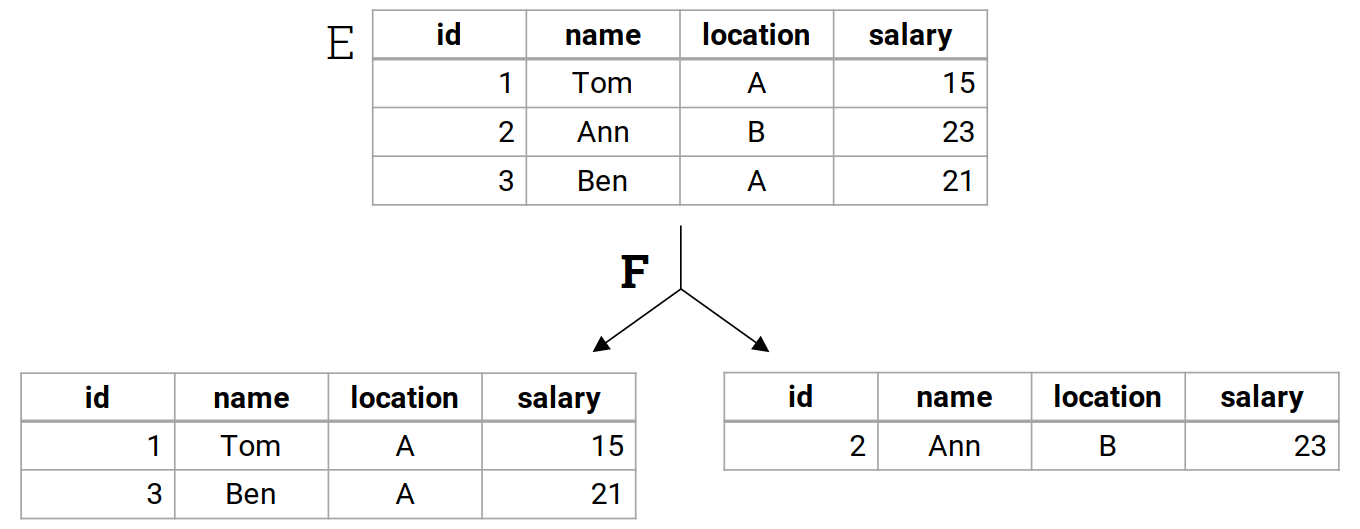 E
id name location salary
1 Tom A 15
2 Ann B 23
3 Ben A 21
F
id name location salary
1 Tom A 15
3 Ben A 21
id name location salary
2 Ann B 23